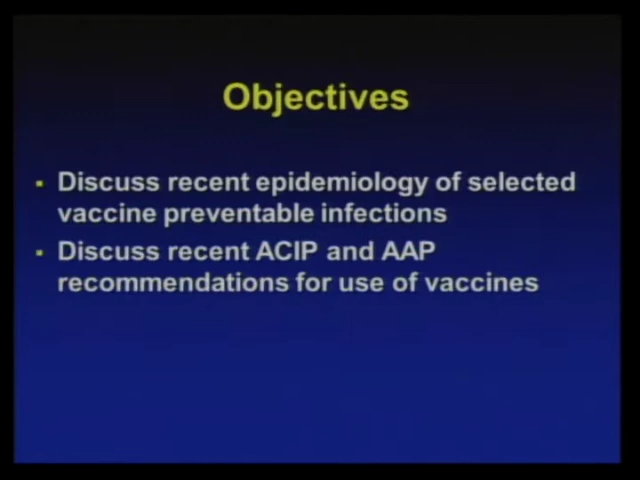 Objectives
▪ Discuss recent epidemiology of selected
vaccine preventable infections
▪ Discuss recent ACIP and AAP
recommendations for use of vaccines